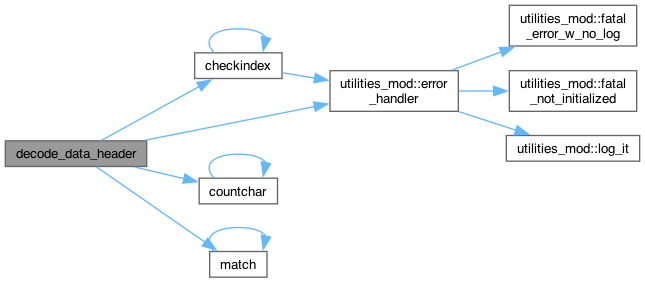 utilities_mod::fatal
_error_w_no_log
checkindex
utilities_mod::error
_handler
utilities_mod::fatal
_not_initialized
decode_data_header
utilities_mod::log_it
countchar
match